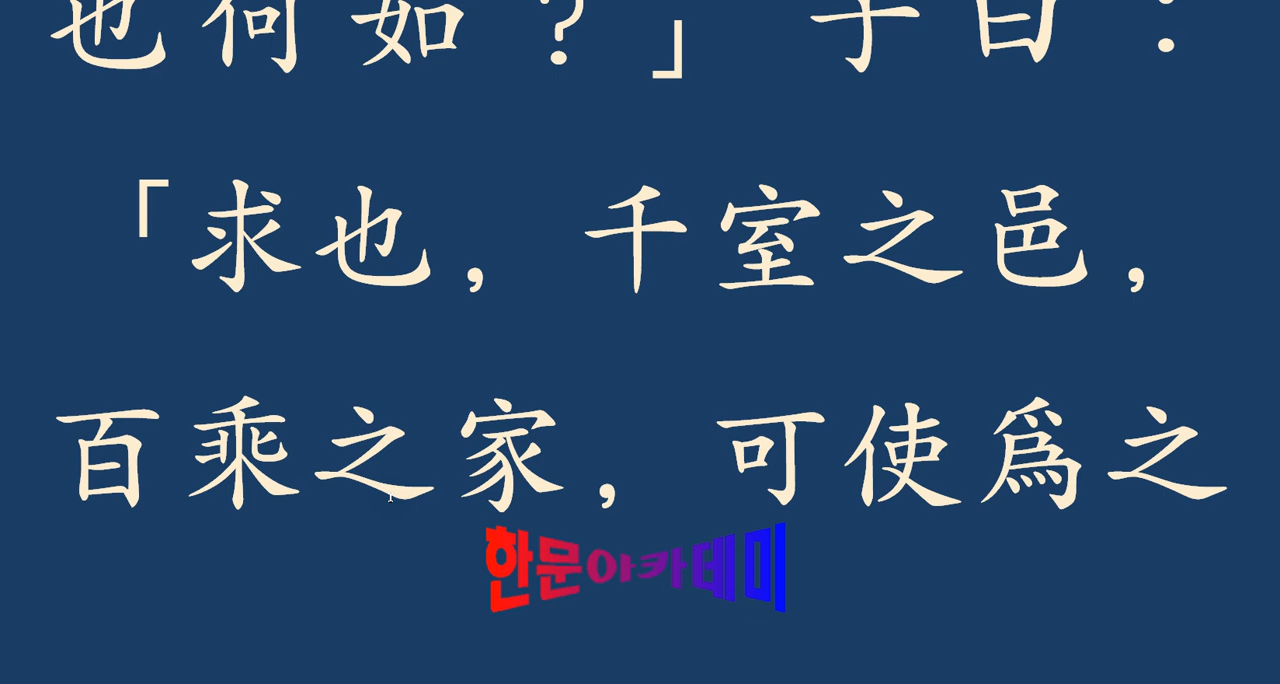 也何如？」子曰：
「求也，千室之邑，
百乘之家，可使爲之
한문아카데미